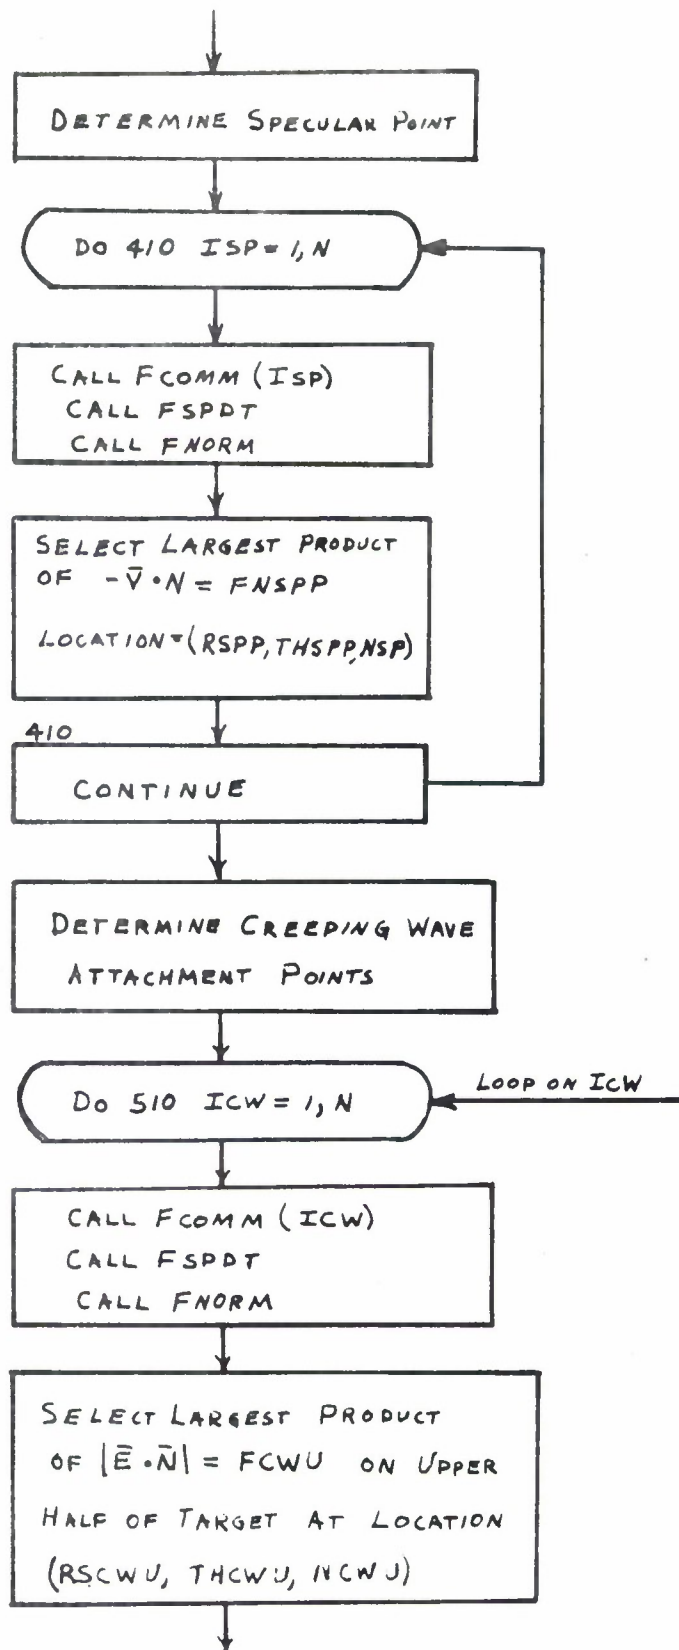 DETERMINE SPECULAR POINT
DO 410 ISP = 1, N
CALL FCOMM (ISP)
CALL FSPDT
CALL FNORM
SELECT LARGEST PRODUCT
OF -V̄ • N = FNSPP
LOCATION = (RSPP, THSPP, NSP)
410
CONTINUE
DETERMINE CREEPING WAVE
ATTACHMENT POINTS
DO 510 ICW = 1, N
LOOP ON ICW
CALL FCOMM (ICW)
CALL FSPDT
CALL FNORM
SELECT LARGEST PRODUCT
OF |Ē • N̄| = FCWU ON UPPER
HALF OF TARGET AT LOCATION
(RSCWU, THCWU, NCWU)